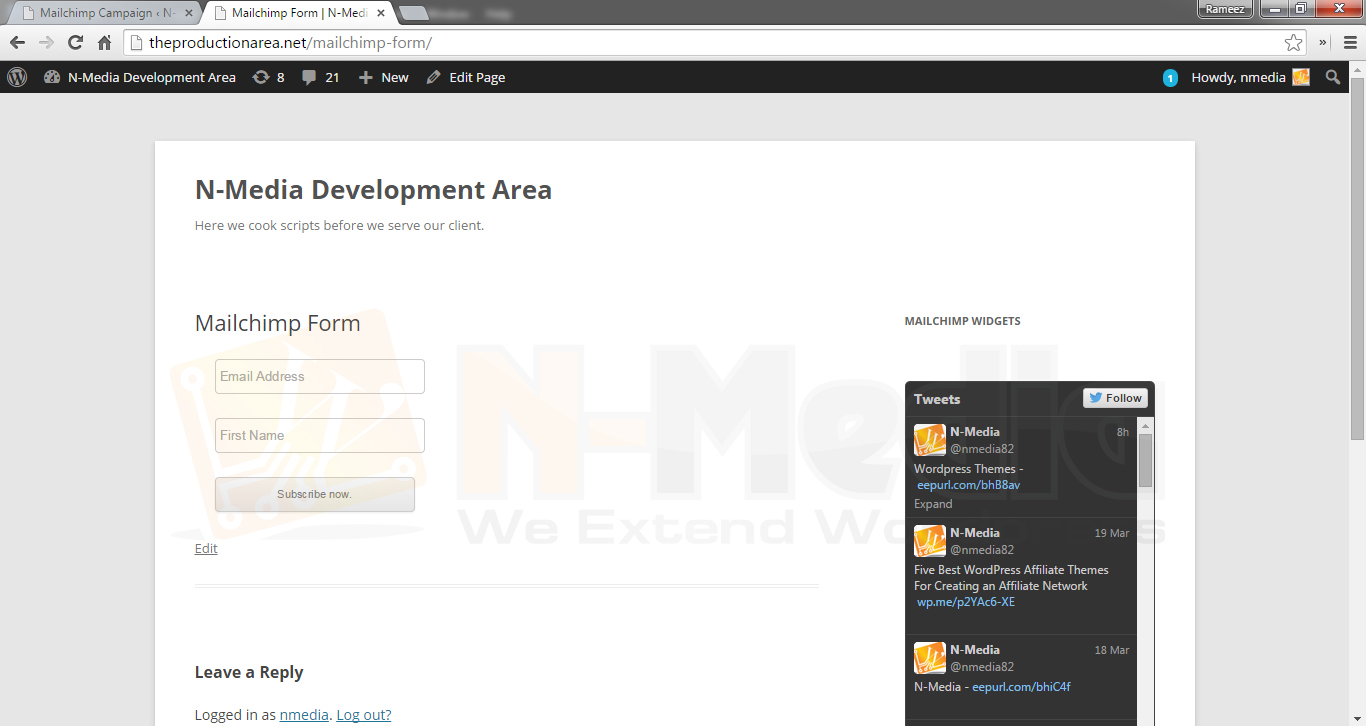 Mailchimp Campaign ‹ N-
Mailchimp Form | N-Medi
Window Help
Rameez
theproductionarea.net/mailchimp-form/
»
N-Media Development Area 8 21 New Edit Page 1 Howdy, nmedia
N-Media Development Area
Here we cook scripts before we serve our client.
Mailchimp Form
Email Address
First Name
Subscribe now.
Edit
Leave a Reply
Logged in as nmedia. Log out?
MAILCHIMP WIDGETS
Tweets Follow
N-Media 8h
@nmedia82
Wordpress Themes -
eepurl.com/bhB8av
Expand
N-Media 19 Mar
@nmedia82
Five Best WordPress Affiliate Themes
For Creating an Affiliate Network
wp.me/p2YAc6-XE
N-Media 18 Mar
@nmedia82
N-Media - eepurl.com/bhiC4f
N-Media
We Extend Wordpress